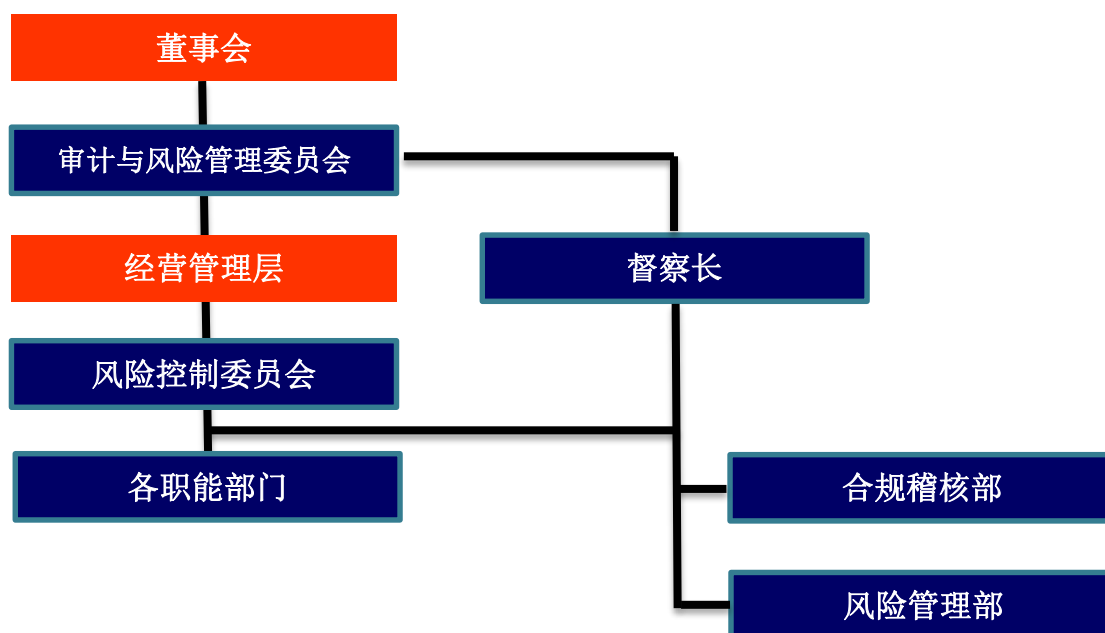 董事会
审计与风险管理委员会
经营管理层
督察长
风险控制委员会
各职能部门
合规稽核部
风险管理部